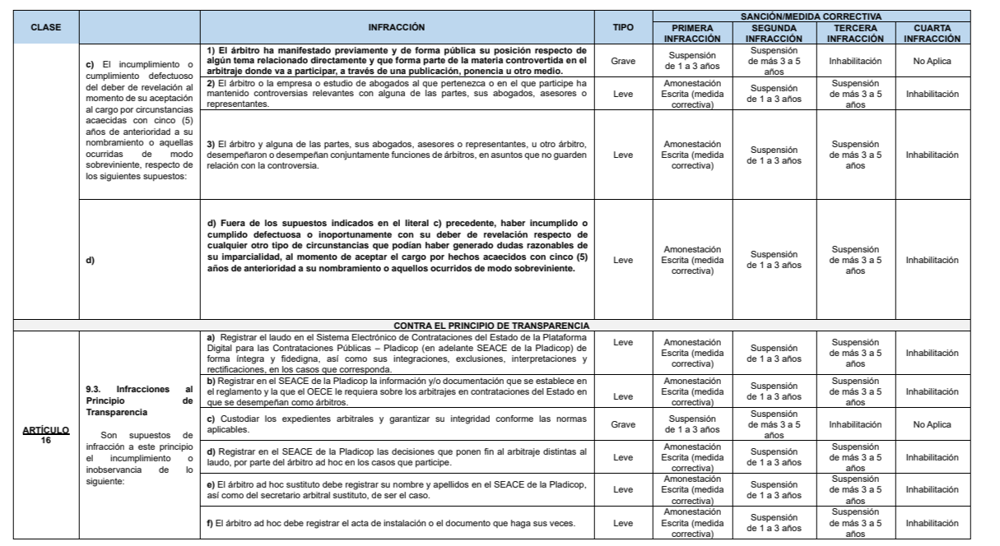 CLASE
INFRACCIÓN
TIPO
SANCIÓN/MEDIDA CORRECTIVA
PRIMERA
INFRACCIÓN
SEGUNDA
INFRACCIÓN
TERCERA
INFRACCIÓN
CUARTA
INFRACCIÓN
c) El incumplimiento o
cumplimiento defectuoso
del deber de revelación al
momento de su aceptación
al cargo por circunstancias
acaecidas con cinco (5)
años de anterioridad a su
nombramiento o aquellas
ocurridas de modo
sobreviniente, respecto de
los siguientes supuestos:
1) El árbitro ha manifestado previamente y de forma pública su posición respecto de
algún tema relacionado directamente y que forma parte de la materia controvertida en el
arbitraje donde va a participar, a través de una publicación, ponencia u otro medio.
Grave
Suspensión
de 1 a 3 años
Suspensión
de más 3 a 5
años
Inhabilitación
No Aplica
2) El árbitro o la empresa o estudio de abogados al que pertenezca o en el que participe ha
mantenido controversias relevantes con alguna de las partes, sus abogados, asesores o
representantes.
Leve
Amonestación
Escrita (medida
correctiva)
Suspensión
de 1 a 3 años
Suspensión
de más 3 a 5
años
Inhabilitación
3) El árbitro y alguna de las partes, sus abogados, asesores o representantes, u otro árbitro,
desempeñaron o desempeñan conjuntamente funciones de árbitros, en asuntos que no guarden
relación con la controversia.
Leve
Amonestación
Escrita (medida
correctiva)
Suspensión
de 1 a 3 años
Suspensión
de más 3 a 5
años
Inhabilitación
d)
d) Fuera de los supuestos indicados en el literal c) precedente, haber incumplido o
cumplido defectuosa o inoportunamente con su deber de revelación respecto de
cualquier otro tipo de circunstancias que podían haber generado dudas razonables de
su imparcialidad, al momento de aceptar el cargo por hechos acaecidos con cinco (5)
años de anterioridad a su nombramiento o aquellos ocurridos de modo sobreviniente.
Leve
Amonestación
Escrita (medida
correctiva)
Suspensión
de 1 a 3 años
Suspensión
de más 3 a 5
años
Inhabilitación
CONTRA EL PRINCIPIO DE TRANSPARENCIA
ARTÍCULO
16
9.3. Infracciones al
Principio de
Transparencia
Son supuestos de
infracción a este principio
el incumplimiento o
inobservancia de lo
siguiente:
a) Registrar el laudo en el Sistema Electrónico de Contrataciones del Estado de la Plataforma
Digital para las Contrataciones Públicas – Pladicop (en adelante SEACE de la Pladicop) de
forma íntegra y fidedigna, así como sus integraciones, exclusiones, interpretaciones y
rectificaciones, en los casos que corresponda.
Leve
Amonestación
Escrita (medida
correctiva)
Suspensión
de 1 a 3 años
Suspensión
de más 3 a 5
años
Inhabilitación
b) Registrar en el SEACE de la Pladicop la información y/o documentación que se establece en
el reglamento y la que el OECE le requiera sobre los arbitrajes en contrataciones del Estado en
que se desempeñan como árbitros.
Leve
Amonestación
Escrita (medida
correctiva)
Suspensión
de 1 a 3 años
Suspensión
de más 3 a 5
años
Inhabilitación
c) Custodiar los expedientes arbitrales y garantizar su integridad conforme las normas
aplicables.
Grave
Suspensión
de 1 a 3 años
Suspensión
de más 3 a 5
años
Inhabilitación
No Aplica
d) Registrar en el SEACE de la Pladicop las decisiones que ponen fin al arbitraje distintas al
laudo, por parte del árbitro ad hoc en los casos que participe.
Leve
Amonestación
Escrita (medida
correctiva)
Suspensión
de 1 a 3 años
Suspensión
de más 3 a 5
años
Inhabilitación
e) El árbitro ad hoc sustituto debe registrar su nombre y apellidos en el SEACE de la Pladicop,
así como del secretario arbitral sustituto, de ser el caso.
Leve
Amonestación
Escrita (medida
correctiva)
Suspensión
de 1 a 3 años
Suspensión
de más 3 a 5
años
Inhabilitación
f) El árbitro ad hoc debe registrar el acta de instalación o el documento que haga sus veces.
Leve
Amonestación
Escrita (medida
correctiva)
Suspensión
de 1 a 3 años
Suspensión
de más 3 a 5
años
Inhabilitación